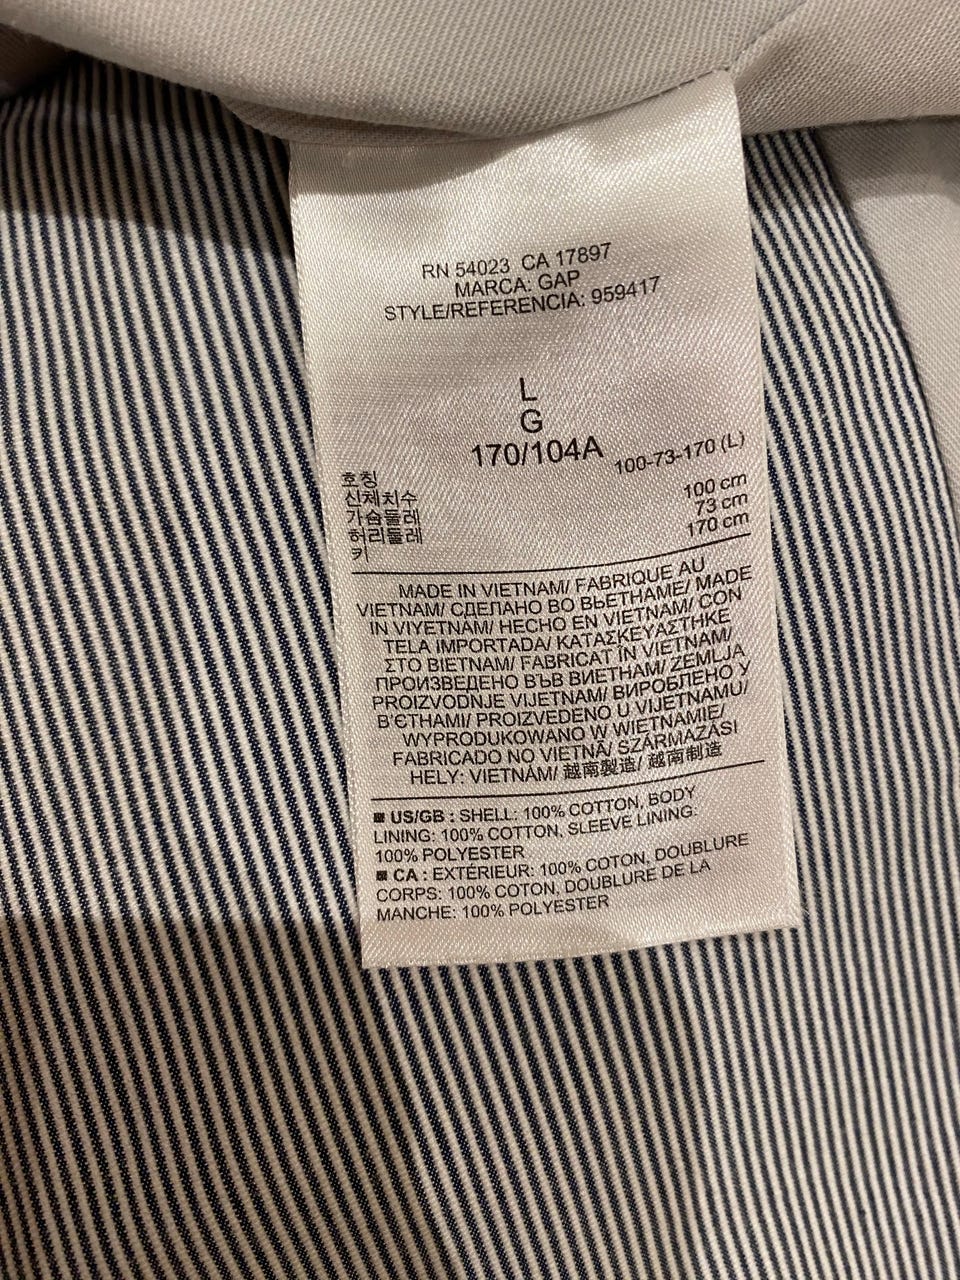 RN 54023 CA 17897
MARCA: GAP
STYLE/REFERENCIA: 959417
L
G
170/104A
호칭 100-73-170 (L)
신체치수
가슴둘레 100 cm
허리둘레 73 cm
키 170 cm
MADE IN VIETNAM/ FABRIQUE AU
VIETNAM/ СДЕЛАНО ВО ВЬЕТНАМЕ/ MADE
IN VIYETNAM/ HECHO EN VIETNAM/ CON
TELA IMPORTADA/ ΚΑΤΑΣΚΕΥΑΣΤΗΚΕ
ΣΤΟ ΒΙΕΤΝΑΜ/ FABRICAT ÎN VIETNAM/
ПРОИЗВЕДЕНО ВЪВ ВИЕТНАМ/ ZEMLJA
PROIZVODNJE VIJETNAM/ ВИРОБЛЕНО У
В'ЄТНАМІ/ PROIZVEDENO U VIJETNAMU/
WYPRODUKOWANO W WIETNAMIE/
FABRICADO NO VIETNÃ/ SZÁRMAZÁSI
HELY: VIETNÁM/ 越南製造/ 越南制造
US/GB : SHELL: 100% COTTON, BODY
LINING: 100% COTTON, SLEEVE LINING:
100% POLYESTER
CA : EXTÉRIEUR: 100% COTON, DOUBLURE
CORPS: 100% COTON, DOUBLURE DE LA
MANCHE: 100% POLYESTER